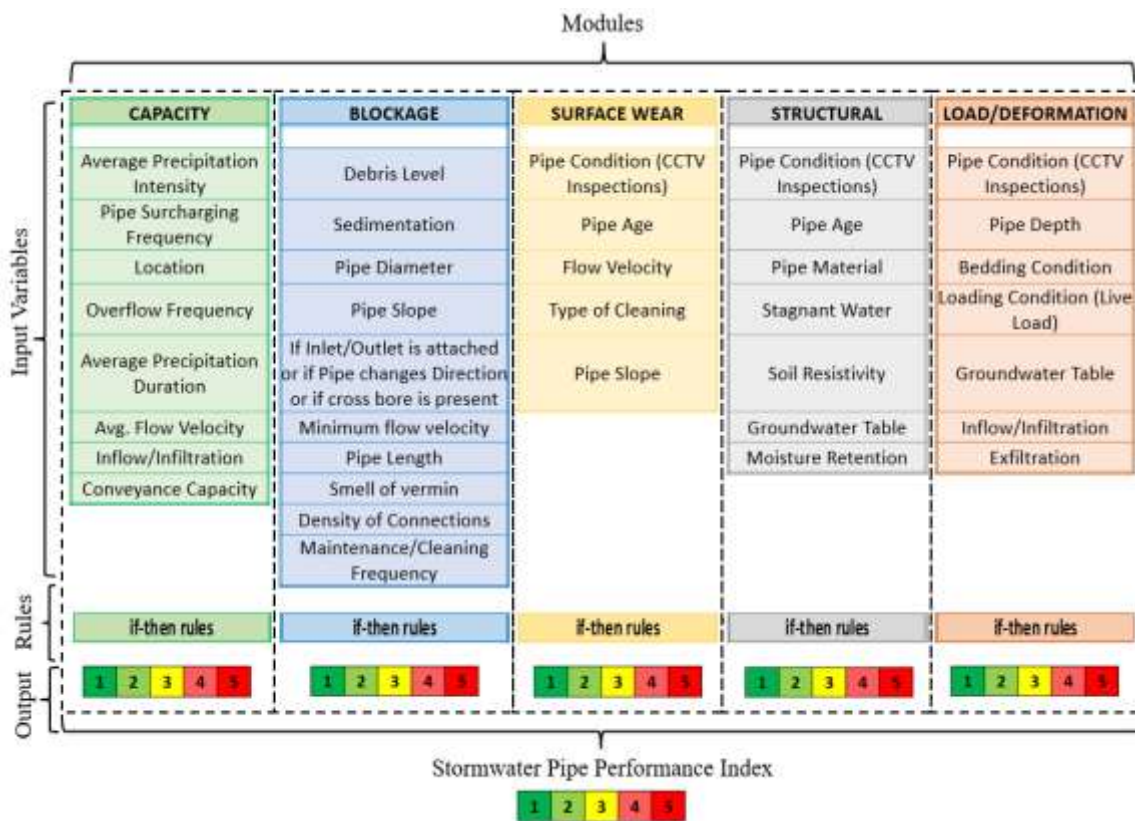 Modules
Input Variables
Rules
Output
CAPACITY
Average Precipitation
Intensity
Pipe Surcharging
Frequency
Location
Overflow Frequency
Average Precipitation
Duration
Avg. Flow Velocity
Inflow/Infiltration
Conveyance Capacity
if-then rules
1 2 3 4 5
BLOCKAGE
Debris Level
Sedimentation
Pipe Diameter
Pipe Slope
If Inlet/Outlet is attached
or if Pipe changes Direction
or if cross bore is present
Minimum flow velocity
Pipe Length
Smell of vermin
Density of Connections
Maintenance/Cleaning
Frequency
if-then rules
1 2 3 4 5
SURFACE WEAR
Pipe Condition (CCTV
Inspections)
Pipe Age
Flow Velocity
Type of Cleaning
Pipe Slope
if-then rules
1 2 3 4 5
STRUCTURAL
Pipe Condition (CCTV
Inspections)
Pipe Age
Pipe Material
Stagnant Water
Soil Resistivity
Groundwater Table
Moisture Retention
if-then rules
1 2 3 4 5
LOAD/DEFORMATION
Pipe Condition (CCTV
Inspections)
Pipe Depth
Bedding Condition
Loading Condition (Live
Load)
Groundwater Table
Inflow/Infiltration
Exfiltration
if-then rules
1 2 3 4 5
Stormwater Pipe Performance Index
1 2 3 4 5